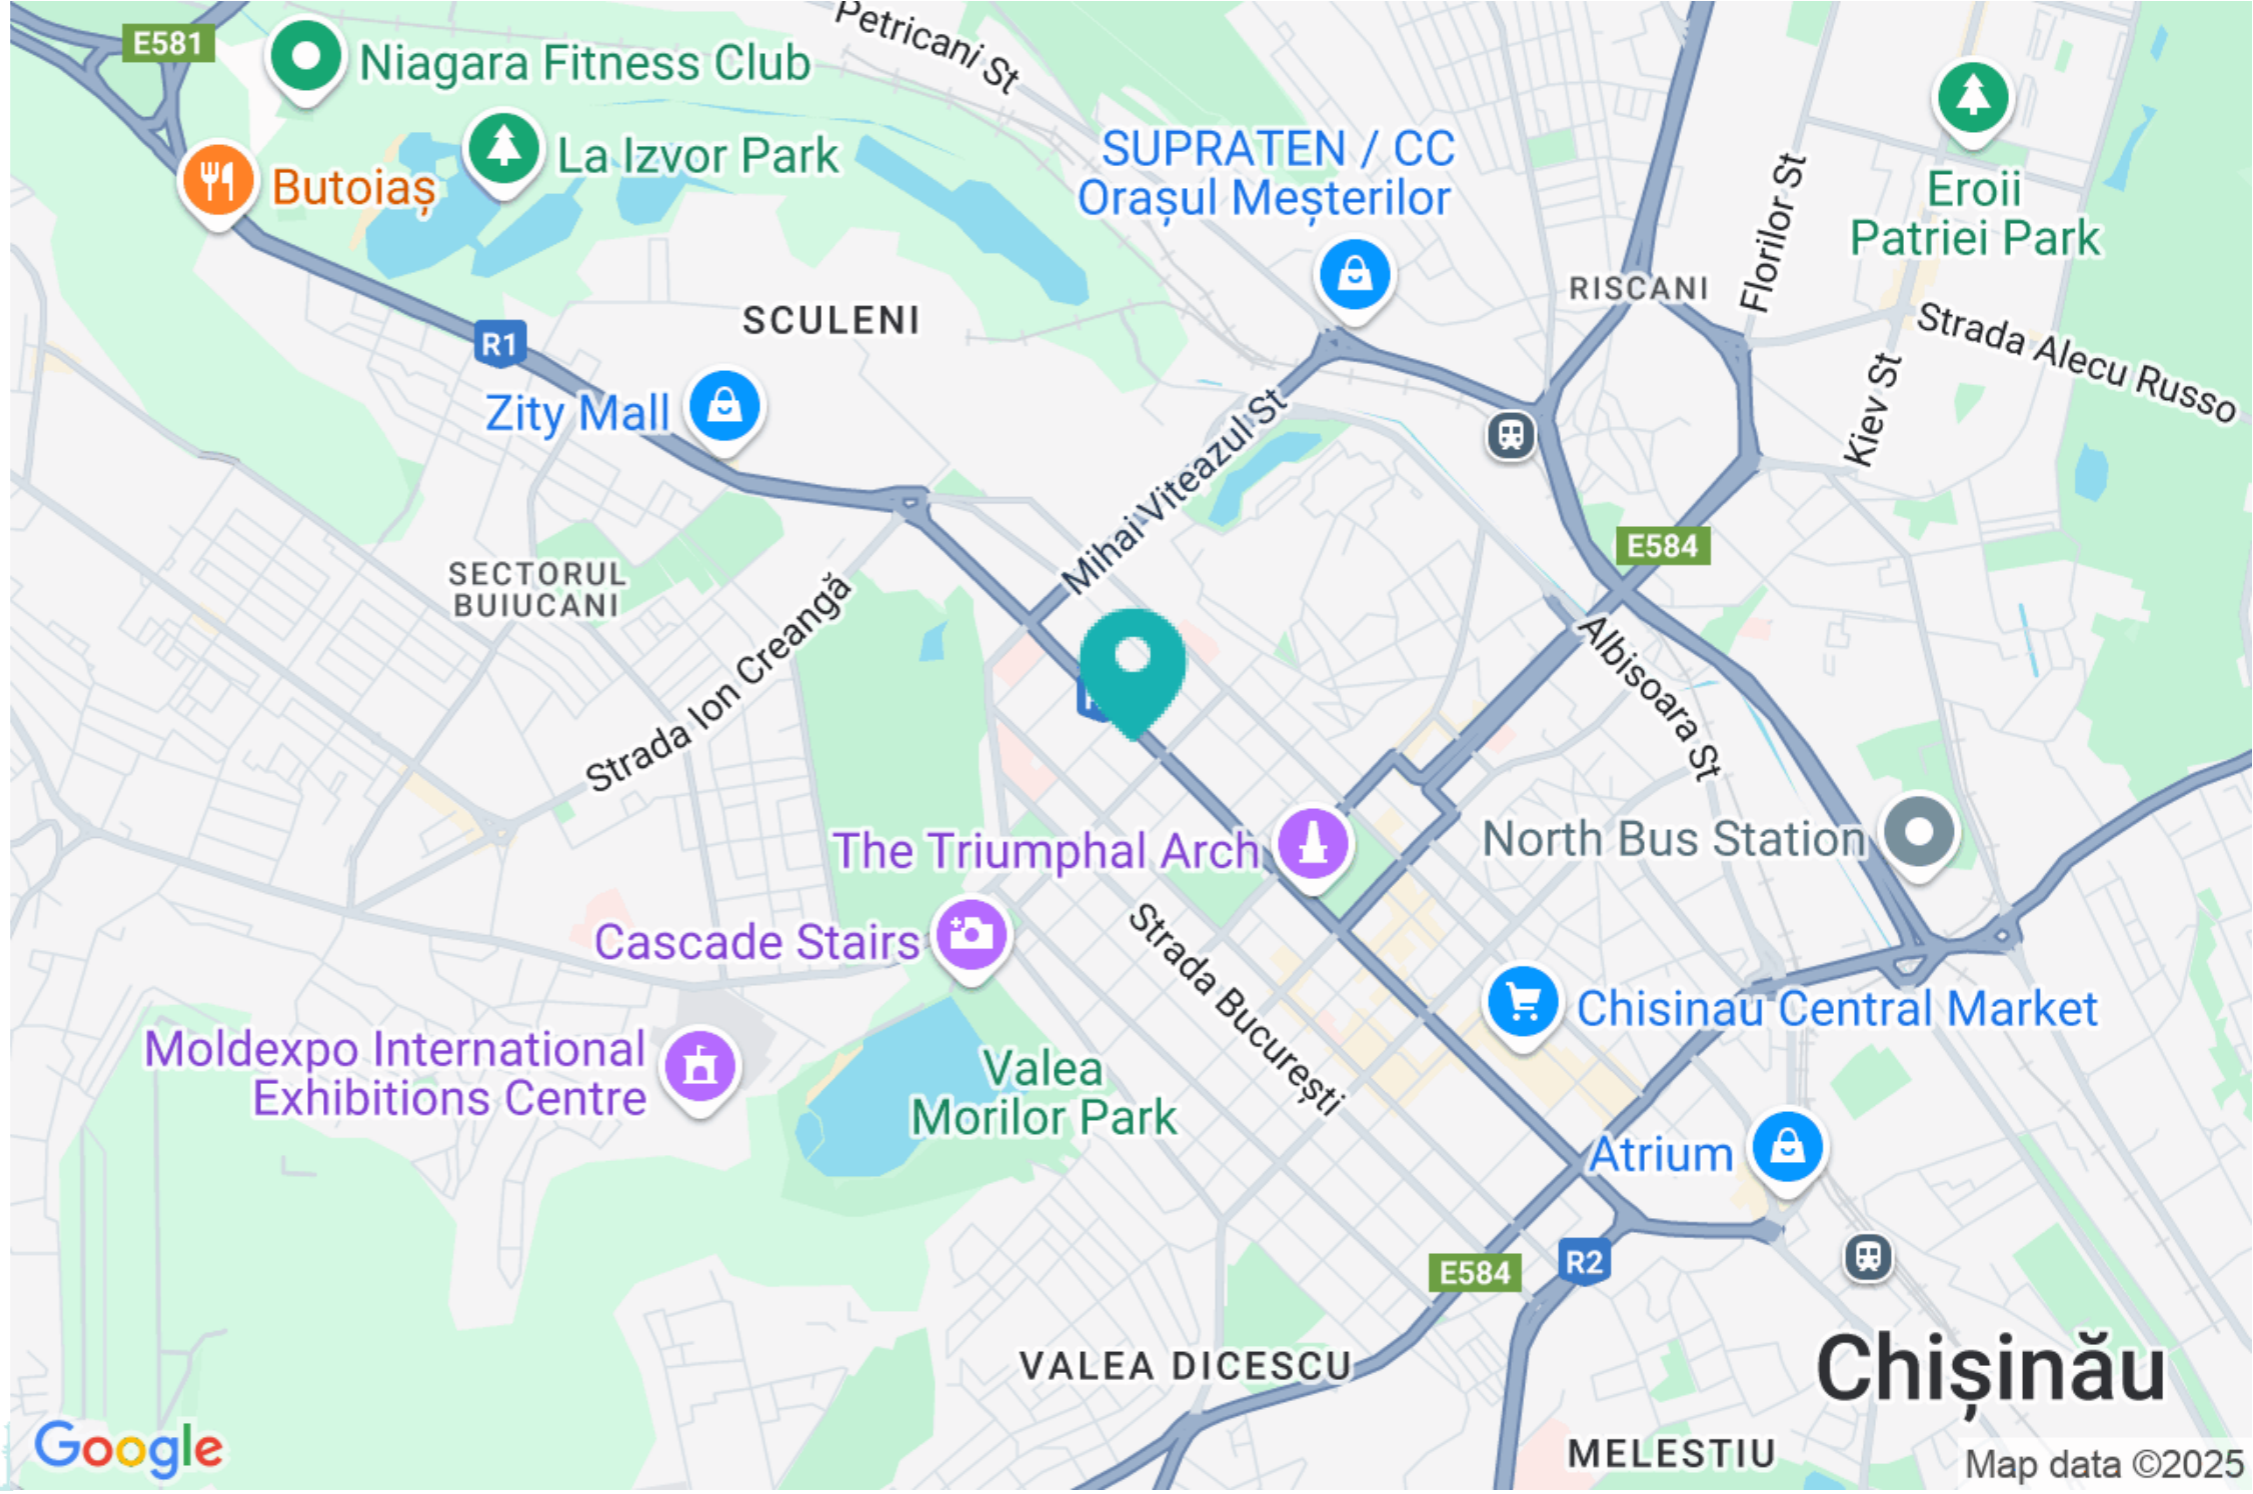 Petricani St
E581
Niagara Fitness Club
La Izvor Park
Butoiaș
SUPRATEN / CC
Orașul Meșterilor
Eroii
Patriei Park
Florilor St
RISCANI
SCULENI
R1
Strada Alecu Russo
Kiev St
Zity Mall
Mihai Viteazul St
E584
SECTORUL
BUIUCANI
Strada Ion Creangă
Albisoara St
The Triumphal Arch
North Bus Station
Cascade Stairs
Strada București
Chisinau Central Market
Moldexpo International
Exhibitions Centre
Valea
Morilor Park
Atrium
E584
R2
VALEA DICESCU
Chișinău
MELESTIU
Google
Map data ©2025